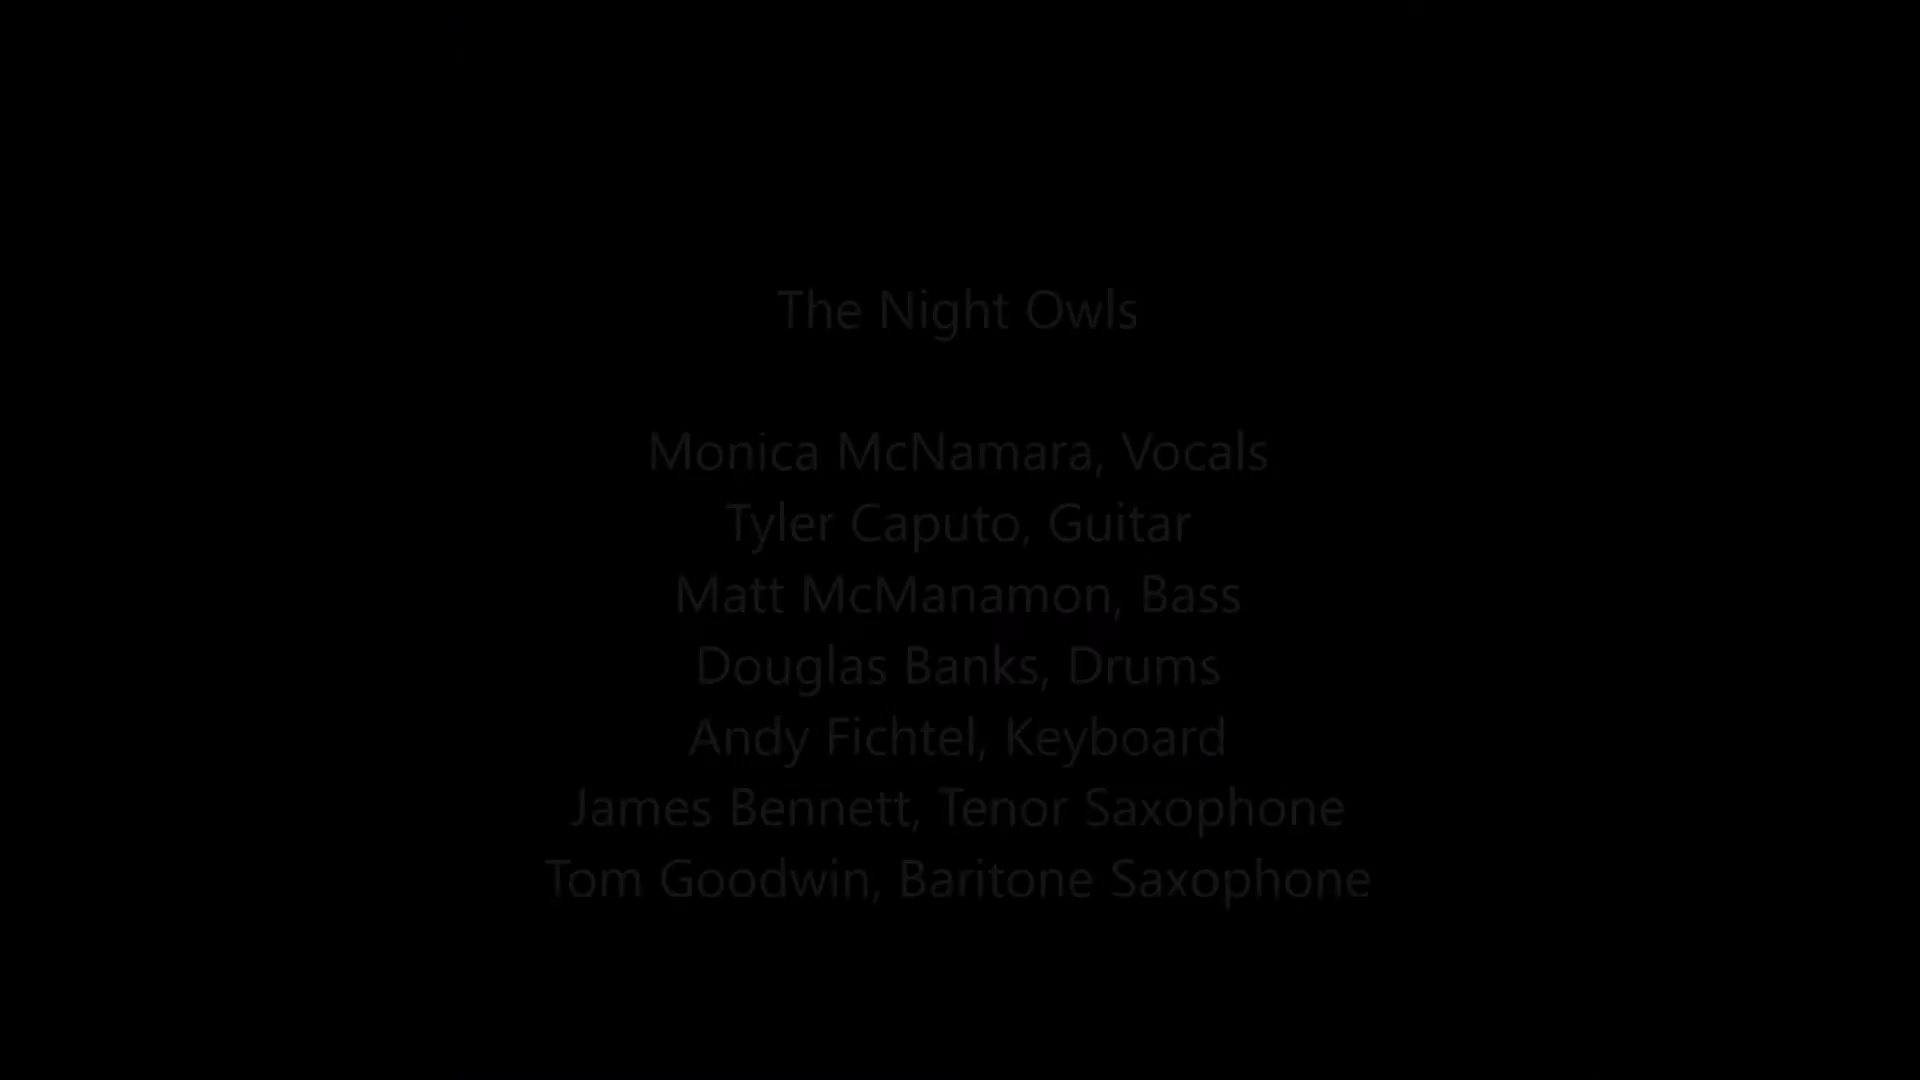 The Night Owls
Monica McNamara, Vocals
Tyler Caputo, Guitar
Matt McManamon, Bass
Douglas Banks, Drums
Andy Fichtel, Keyboard
James Bennett, Tenor Saxophone
Tom Goodwin, Baritone Saxophone